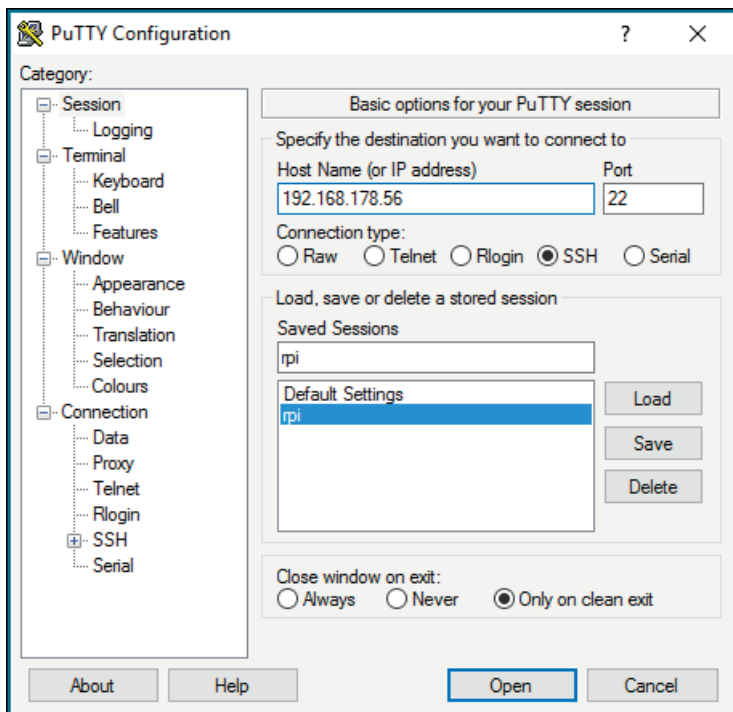 PuTTY Configuration
?
Category:
Session
Logging
Terminal
Keyboard
Bell
Features
Window
Appearance
Behaviour
Translation
Selection
Colours
Connection
Data
Proxy
Telnet
Rlogin
SSH
Serial
Basic options for your PuTTY session
Specify the destination you want to connect to
Host Name (or IP address) Port
192.168.178.56 22
Connection type:
Raw Telnet Rlogin SSH Serial
Load, save or delete a stored session
Saved Sessions
rpi
Default Settings
rpi
Load
Save
Delete
Close window on exit:
Always Never Only on clean exit
About Help Open Cancel